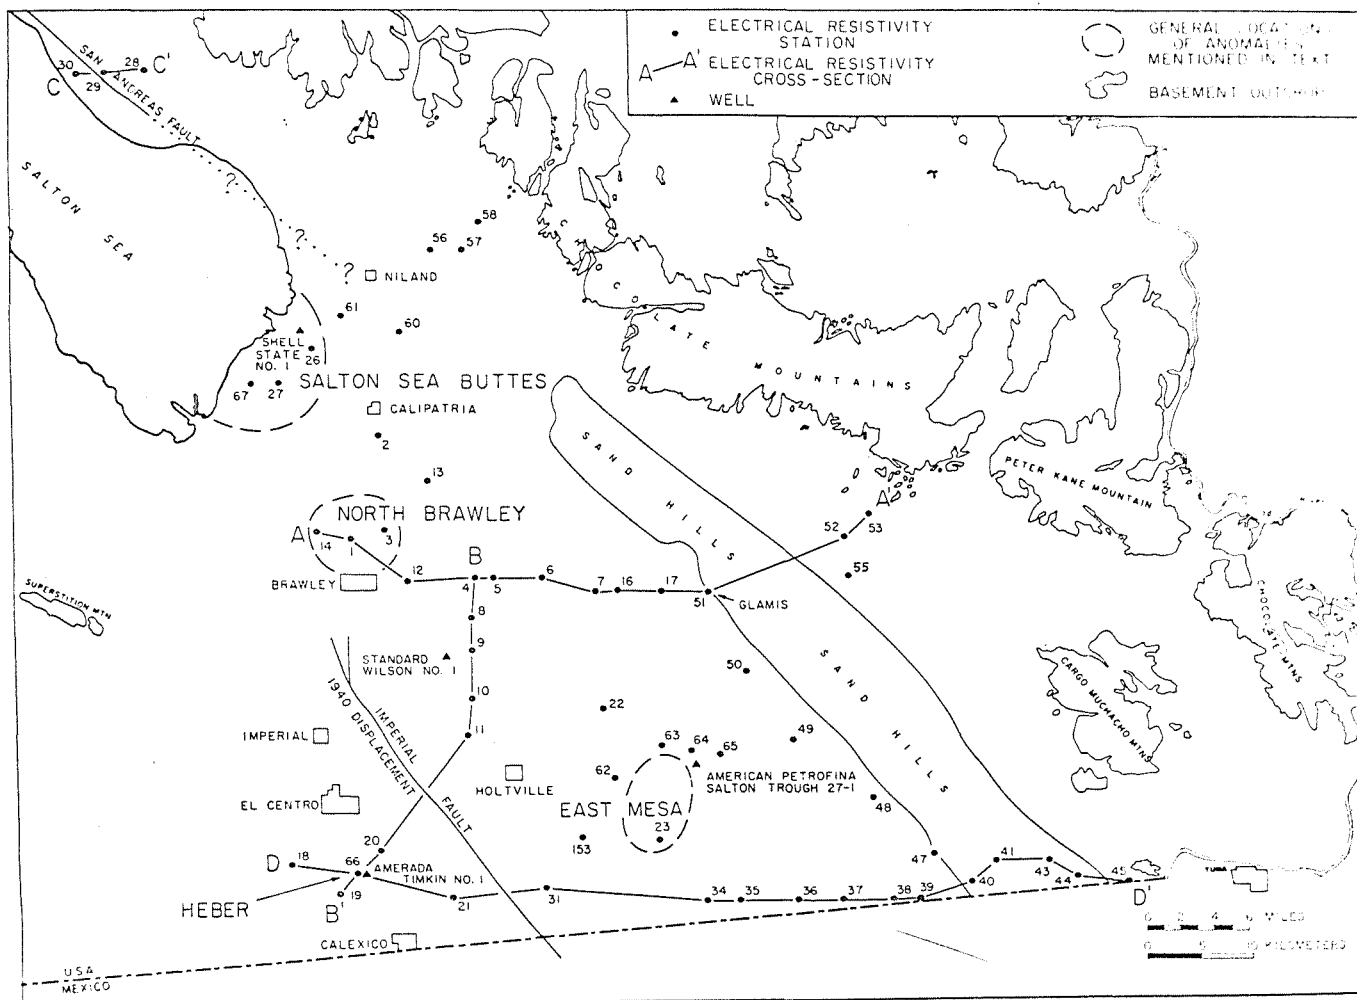 ELECTRICAL RESISTIVITY
STATION
A A' ELECTRICAL RESISTIVITY
CROSS-SECTION
WELL
GENERAL LOCATIONS
OF ANOMALIES
MENTIONED IN TEXT
BASEMENT OUTCROP
30
29
28
C
C'
SAN ANDREAS FAULT
SALTON SEA
?
?
?
58
56
57
NILAND
61
60
SHELL
STATE
NO. 1
26
67
27
SALTON SEA BUTTES
CALIPATRIA
2
13
CHOCOLATE MOUNTAINS
SAND HILLS
PETER KANE MOUNTAIN
NORTH BRAWLEY
A
14
1
3
BRAWLEY
12
B
4
5
6
7
16
17
51
GLAMIS
52
53
A'
55
SUPERSTITION MTN
8
9
STANDARD
WILSON NO. 1
10
11
22
50
SAND HILLS
CARGO MUCHACHO MTNS
CHOCOLATE MTNS
IMPERIAL
1940 DISPLACEMENT
IMPERIAL FAULT
63
64
65
49
62
AMERICAN PETROFINA
SALTON TROUGH 27-1
HOLTVILLE
EL CENTRO
EAST MESA
23
153
48
47
D
18
66
20
AMERADA
TIMKIN NO. 1
HEBER
19
B'
21
31
34
35
36
37
38
39
40
41
43
44
45
D'
YUMA
CALEXICO
0 2 4 6 MILES
0 5 10 KILOMETERS
USA
MEXICO